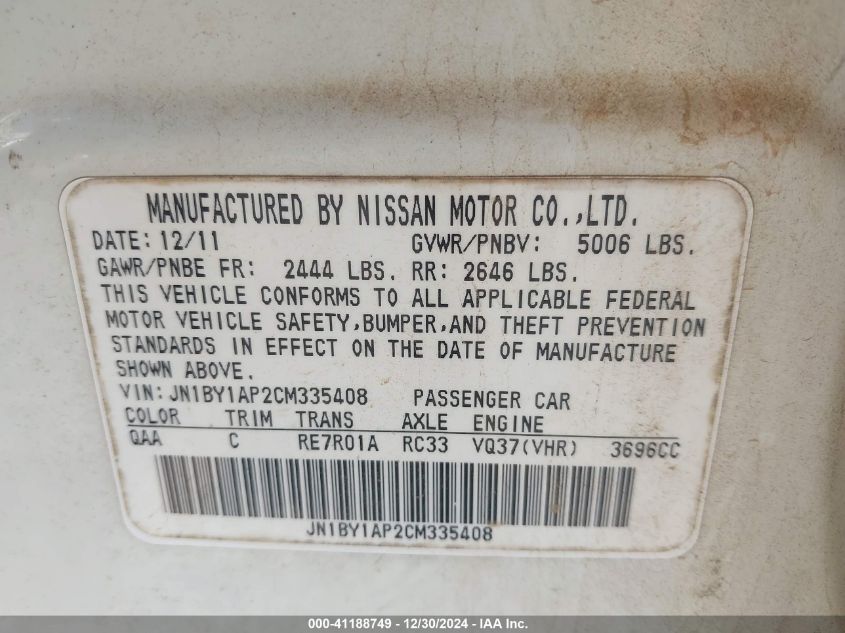 MANUFACTURED BY NISSAN MOTOR CO.,LTD.
DATE: 12/11 GVWR/PNBV: 5006 LBS.
GAWR/PNBE FR: 2444 LBS. RR: 2646 LBS.
THIS VEHICLE CONFORMS TO ALL APPLICABLE FEDERAL
MOTOR VEHICLE SAFETY,BUMPER,AND THEFT PREVENTION
STANDARDS IN EFFECT ON THE DATE OF MANUFACTURE
SHOWN ABOVE.
VIN: JN1BY1AP2CM335408 PASSENGER CAR
COLOR TRIM TRANS AXLE ENGINE
QAA C RE7R01A RC33 VQ37(VHR) 3696CC
JN1BY1AP2CM335408
000-41188749 - 12/30/2024 - IAA Inc.